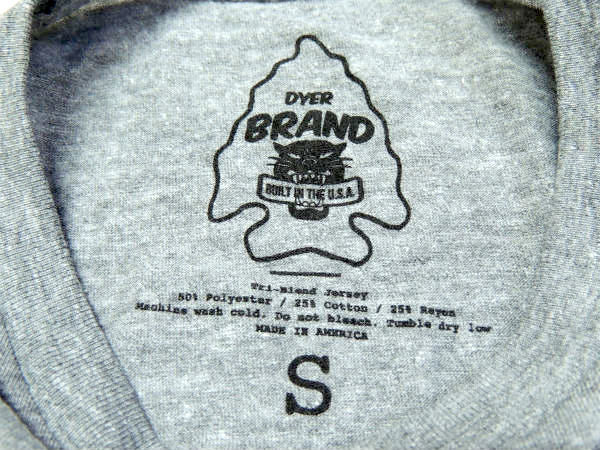 DYER
BRAND
BUILT IN THE U.S.A.
Tri-Blend Jersey
50% Polyester / 25% Cotton / 25% Rayon
Machine wash cold. Do not bleach. Tumble dry low
MADE IN AMERICA
S